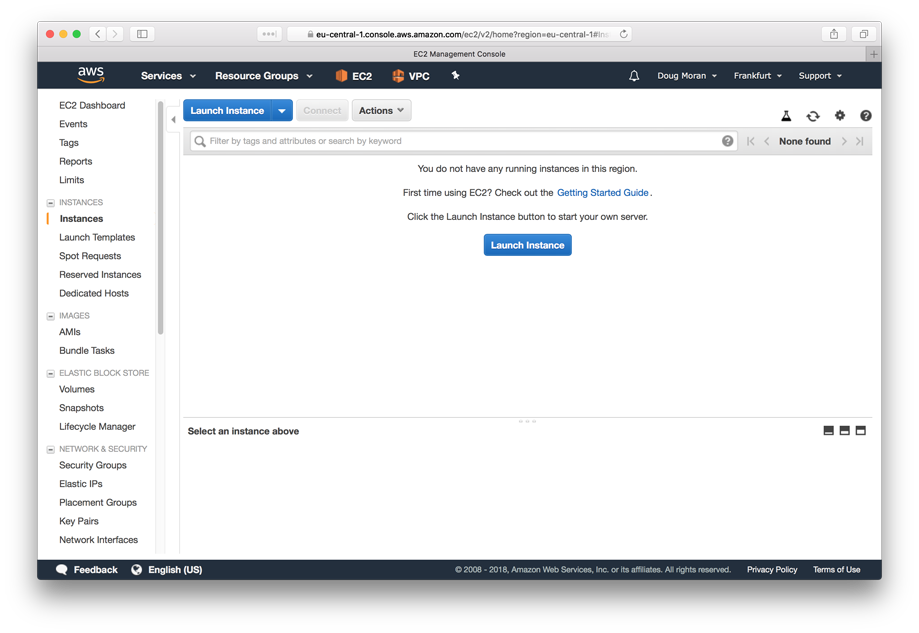 eu-central-1.console.aws.amazon.com/ec2/v2/home?region=eu-central-1#Ins
EC2 Management Console
aws
Services
Resource Groups
EC2
VPC
Doug Moran
Frankfurt
Support
EC2 Dashboard
Events
Tags
Reports
Limits
INSTANCES
Instances
Launch Templates
Spot Requests
Reserved Instances
Dedicated Hosts
IMAGES
AMIs
Bundle Tasks
ELASTIC BLOCK STORE
Volumes
Snapshots
Lifecycle Manager
NETWORK & SECURITY
Security Groups
Elastic IPs
Placement Groups
Key Pairs
Network Interfaces
Launch Instance
Connect
Actions
Filter by tags and attributes or search by keyword
None found
You do not have any running instances in this region.
First time using EC2? Check out the Getting Started Guide.
Click the Launch Instance button to start your own server.
Launch Instance
Select an instance above
Feedback
English (US)
© 2008 - 2018, Amazon Web Services, Inc. or its affiliates. All rights reserved.
Privacy Policy
Terms of Use